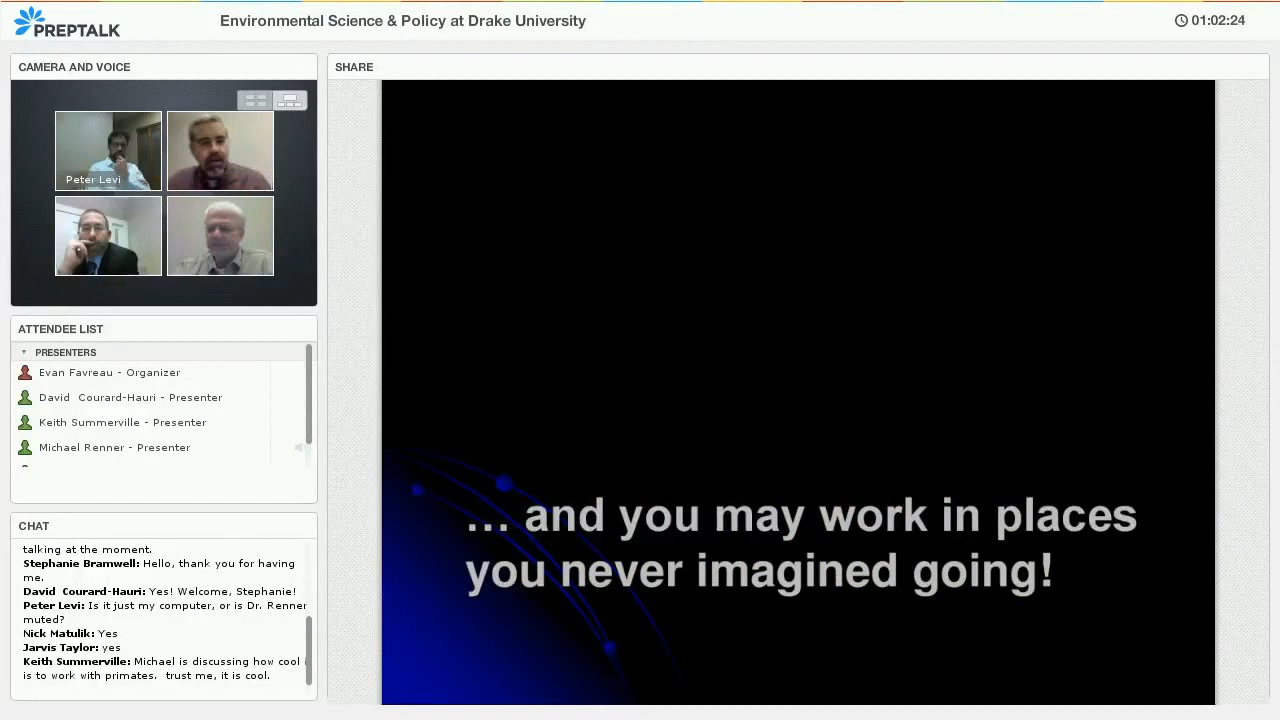 PREPTALK
Environmental Science & Policy at Drake University
01:02:24
CAMERA AND VOICE
Peter Levi
ATTENDEE LIST
PRESENTERS
Evan Favreau - Organizer
David Courard-Hauri - Presenter
Keith Summerville - Presenter
Michael Renner - Presenter
CHAT
talking at the moment.
Stephanie Bramwell: Hello, thank you for having
me.
David Courard-Hauri: Yes! Welcome, Stephanie!
Peter Levi: Is it just my computer, or is Dr. Renner
muted?
Nick Matulik: Yes
Jarvis Taylor: yes
Keith Summerville: Michael is discussing how cool
is to work with primates. trust me, it is cool.
SHARE
... and you may work in places
you never imagined going!